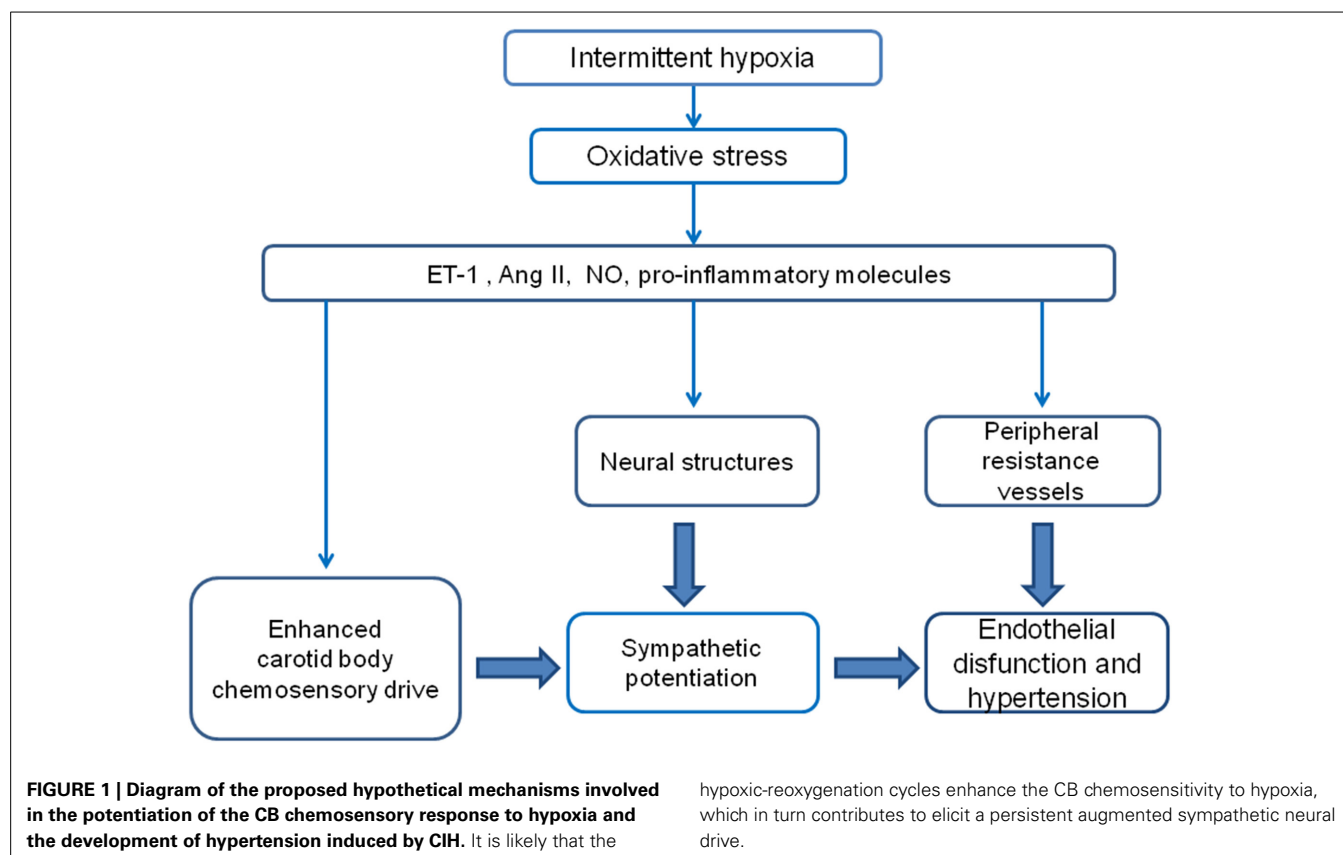 Intermittent hypoxia
Oxidative stress
ET-1 , Ang II, NO, pro-inflammatory molecules
Neural structures
Peripheral
resistance
vessels
Enhanced
carotid body
chemosensory drive
Sympathetic
potentiation
Endothelial
disfunction and
hypertension
FIGURE 1 | Diagram of the proposed hypothetical mechanisms involved
in the potentiation of the CB chemosensory response to hypoxia and
the development of hypertension induced by CIH. It is likely that the
hypoxic-reoxygenation cycles enhance the CB chemosensitivity to hypoxia,
which in turn contributes to elicit a persistent augmented sympathetic neural
drive.